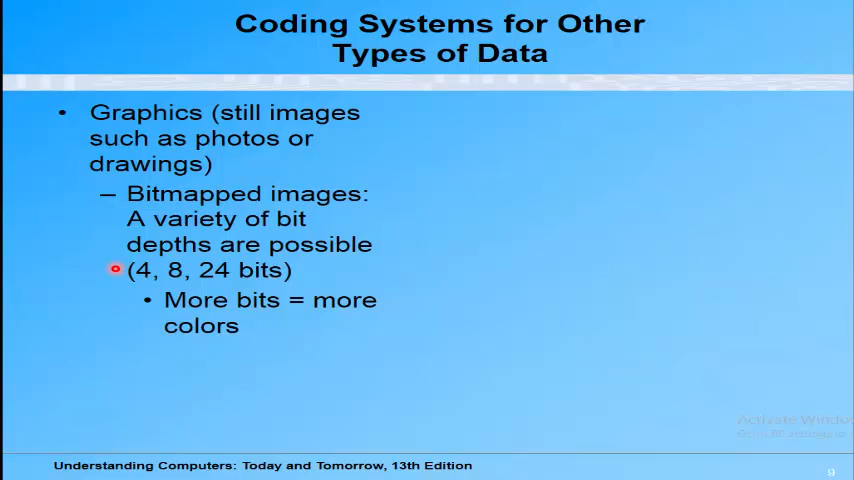 Coding Systems for Other
Types of Data
• Graphics (still images
such as photos or
drawings)
– Bitmapped images:
A variety of bit
depths are possible
(4, 8, 24 bits)
• More bits = more
colors
Activate Windo
Understanding Computers: Today and Tomorrow, 13th Edition
9